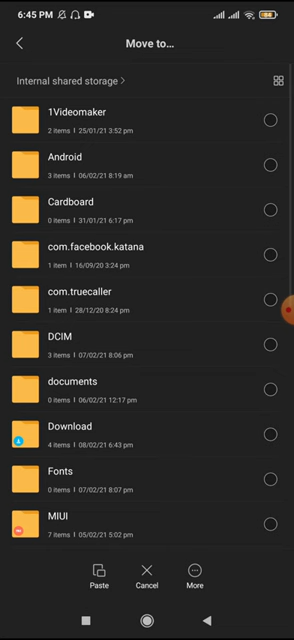 6:45 PM
Move to...
Internal shared storage >
1Videomaker
2 items | 25/01/21 3:52 pm
Android
3 items | 06/02/21 8:19 am
Cardboard
0 items | 31/01/21 6:17 pm
com.facebook.katana
1 item | 16/09/20 3:24 pm
com.truecaller
1 item | 28/12/20 8:24 pm
DCIM
3 items | 07/02/21 8:06 pm
documents
0 items | 06/02/21 12:17 pm
Download
4 items | 08/02/21 6:43 pm
Fonts
0 items | 07/02/21 8:07 pm
MIUI
7 items | 05/02/21 5:02 pm
Paste Cancel More